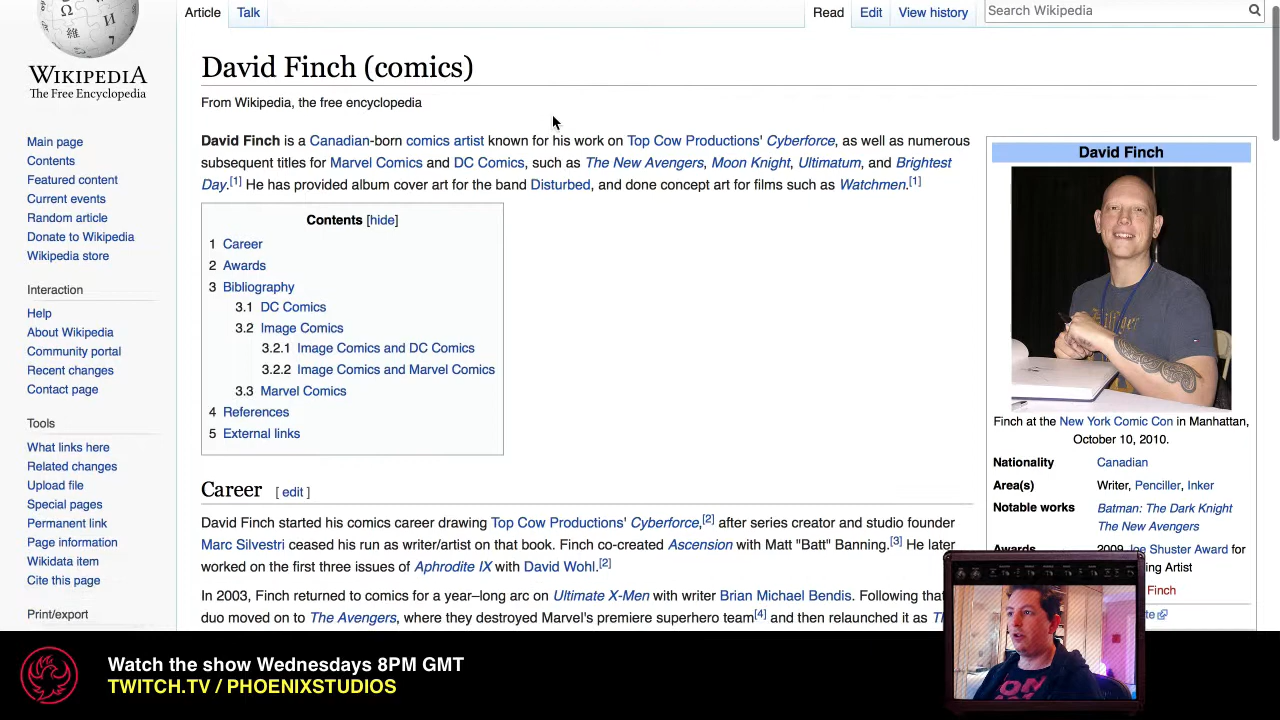 Article
Talk
Read
Edit
View history
Search Wikipedia
WIKIPEDIA
The Free Encyclopedia
Main page
Contents
Featured content
Current events
Random article
Donate to Wikipedia
Wikipedia store
Interaction
Help
About Wikipedia
Community portal
Recent changes
Contact page
Tools
What links here
Related changes
Upload file
Special pages
Permanent link
Page information
Wikidata item
Cite this page
Print/export
David Finch (comics)
From Wikipedia, the free encyclopedia
David Finch is a Canadian-born comics artist known for his work on Top Cow Productions' Cyberforce, as well as numerous
subsequent titles for Marvel Comics and DC Comics, such as The New Avengers, Moon Knight, Ultimatum, and Brightest
Day.[1] He has provided album cover art for the band Disturbed, and done concept art for films such as Watchmen.[1]
Contents [hide]
1 Career
2 Awards
3 Bibliography
3.1 DC Comics
3.2 Image Comics
3.2.1 Image Comics and DC Comics
3.2.2 Image Comics and Marvel Comics
3.3 Marvel Comics
4 References
5 External links
Career [ edit ]
David Finch started his comics career drawing Top Cow Productions' Cyberforce,[2] after series creator and studio founder
Marc Silvestri ceased his run as writer/artist on that book. Finch co-created Ascension with Matt "Batt" Banning.[3] He later
worked on the first three issues of Aphrodite IX with David Wohl.[2]
In 2003, Finch returned to comics for a year–long arc on Ultimate X-Men with writer Brian Michael Bendis. Following that
duo moved on to The Avengers, where they destroyed Marvel's premiere superhero team[4] and then relaunched it as
David Finch
Finch at the New York Comic Con in Manhattan,
October 10, 2010.
Nationality Canadian
Area(s) Writer, Penciller, Inker
Notable works Batman: The Dark Knight
The New Avengers
Awards 2009 Joe Shuster Award for
Artist
Finch
Watch the show Wednesdays 8PM GMT
TWITCH.TV / PHOENIXSTUDIOS